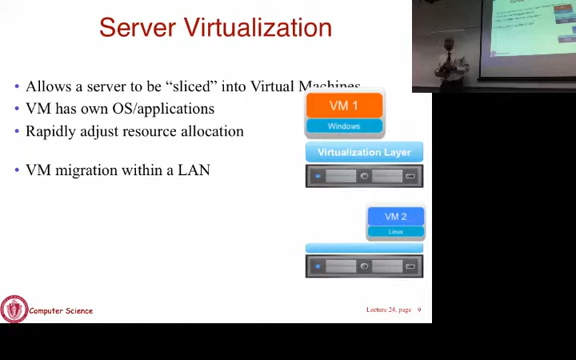 Server Virtualization
• Allows a server to be “sliced” into Virtual Machines
• VM has own OS/applications
• Rapidly adjust resource allocation
• VM migration within a LAN
VM 1
Windows
Virtualization Layer
VM 2
Linux
Computer Science
Lecture 24, page 9